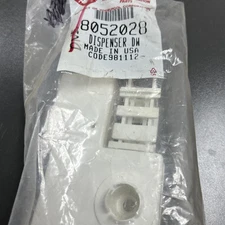 8052028
DISPENSER DW
MADE IN USA
CODE981112